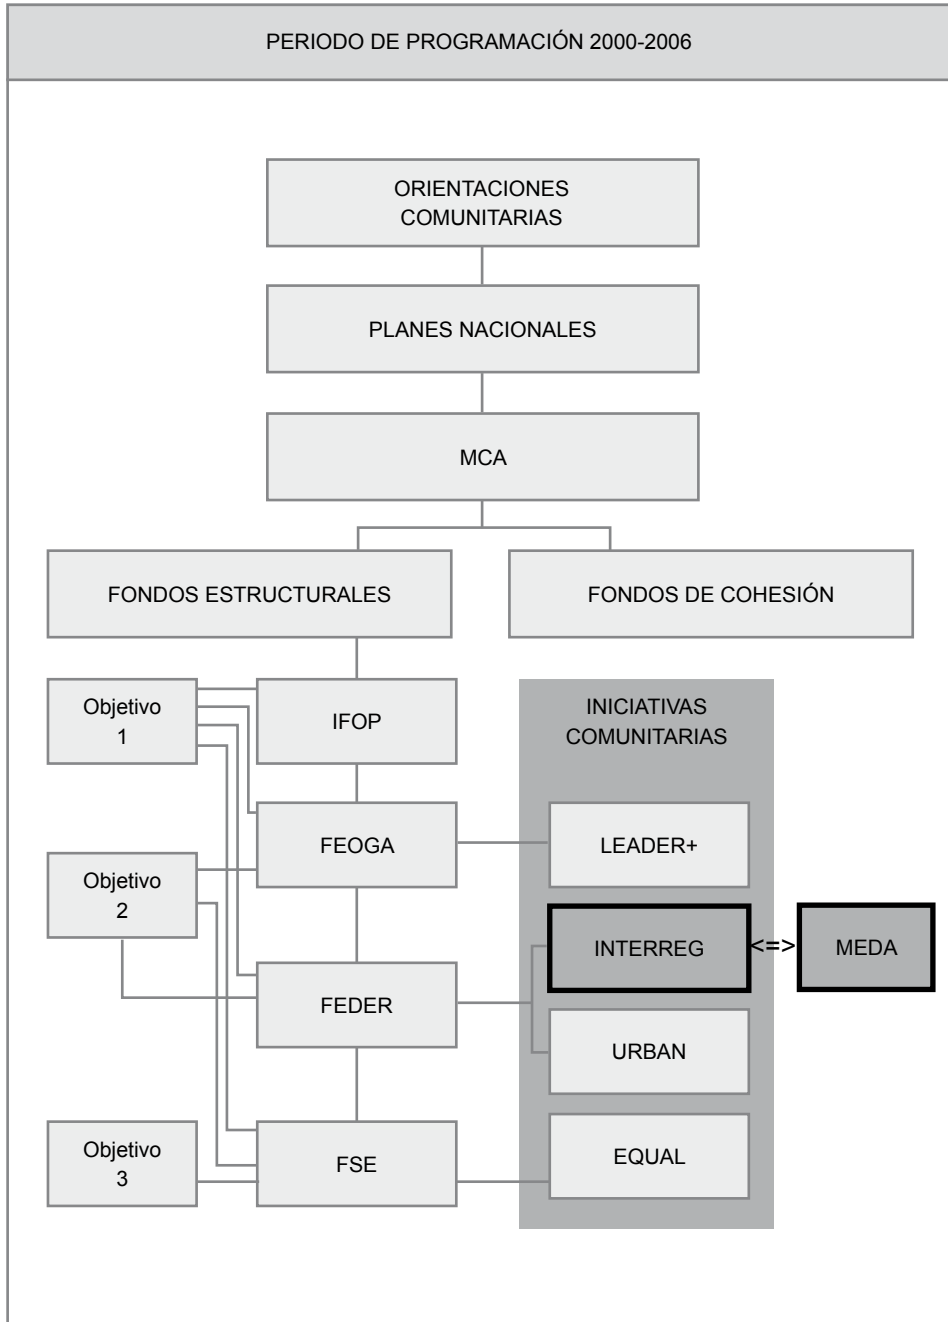 PERIODO DE PROGRAMACIÓN 2000-2006
ORIENTACIONES
COMUNITARIAS
PLANES NACIONALES
MCA
FONDOS ESTRUCTURALES
FONDOS DE COHESIÓN
Objetivo
1
IFOP
INICIATIVAS
COMUNITARIAS
FEOGA
LEADER+
Objetivo
2
INTERREG
<=>
MEDA
FEDER
URBAN
Objetivo
3
FSE
EQUAL